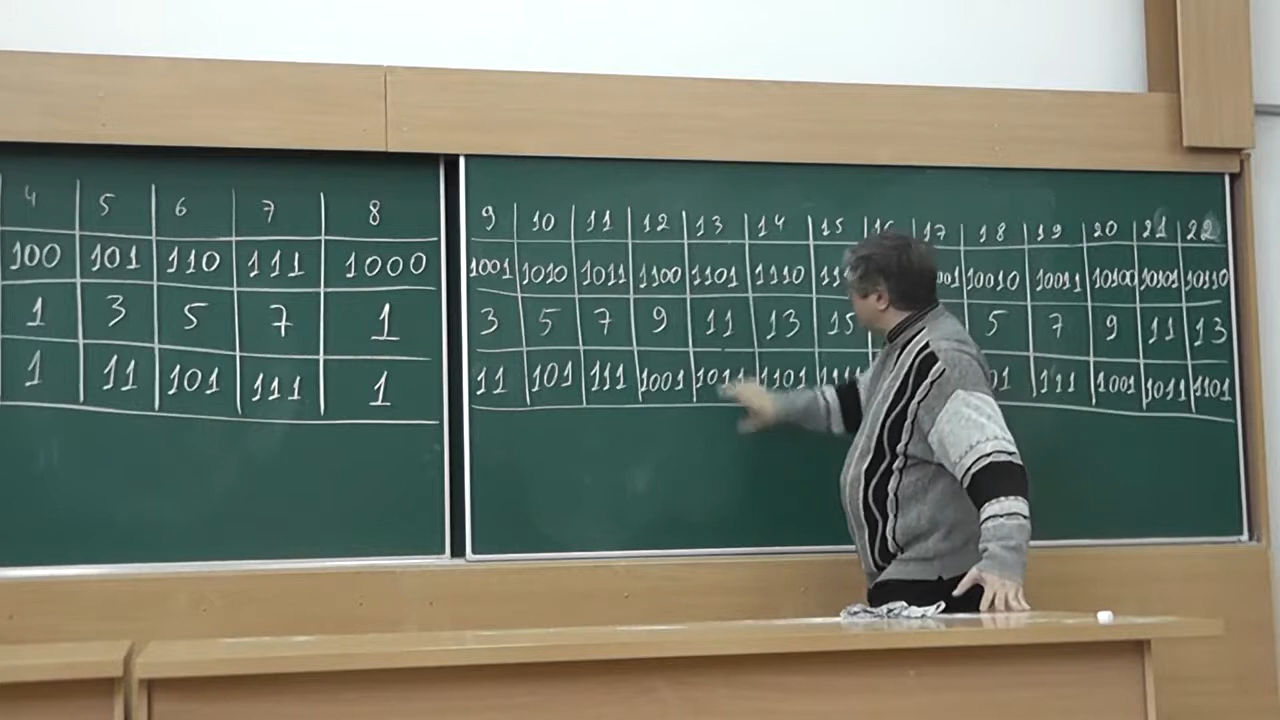 4 5 6 7 8
100 101 110 111 1000
1 3 5 7 1
1 11 101 111 1
9 10 11 12 13 14 15 16 17 18 19 20 21 22
1001 1010 1011 1100 1101 1110 10010 10011 10100 10101 10110
3 5 7 9 11 13 15 5 7 9 11 13
11 101 111 1001 1011 1101 1111 111 1001 1011 1101